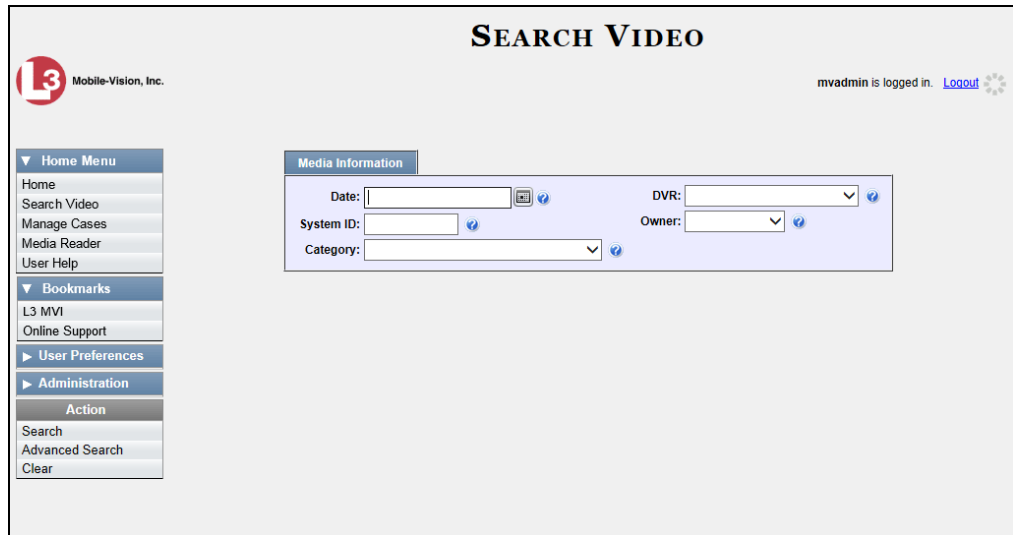 SEARCH VIDEO
L3 Mobile-Vision, Inc.
mvadmin is logged in. Logout
Home Menu
Home
Search Video
Manage Cases
Media Reader
User Help
Bookmarks
L3 MVI
Online Support
User Preferences
Administration
Action
Search
Advanced Search
Clear
Media Information
Date:
DVR:
System ID:
Owner:
Category: